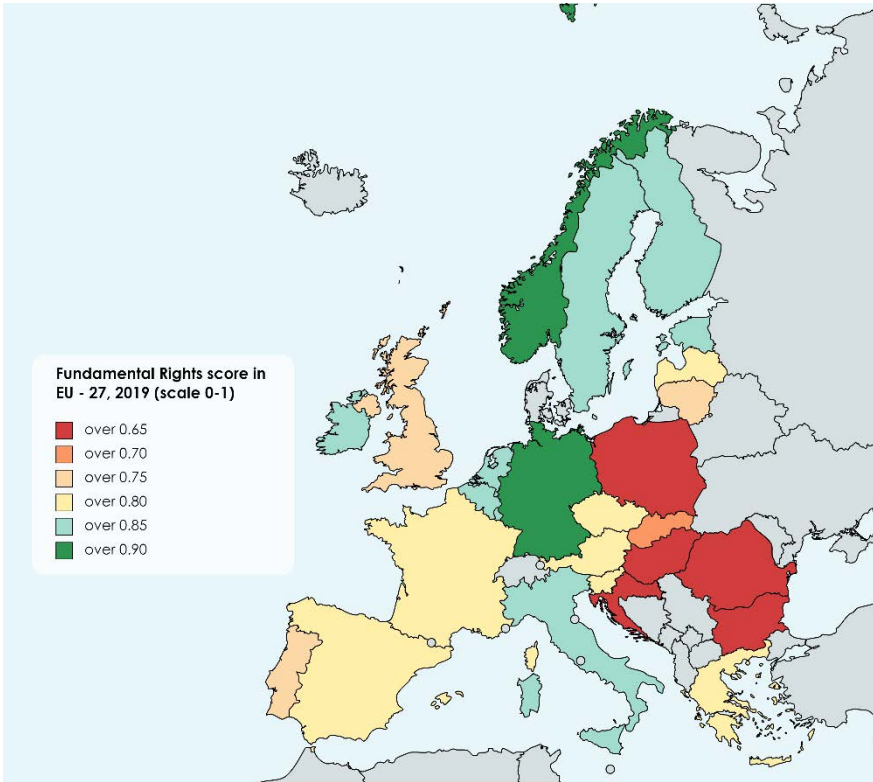 Fundamental Rights score in
EU - 27, 2019 (scale 0-1)
over 0.65
over 0.70
over 0.75
over 0.80
over 0.85
over 0.90